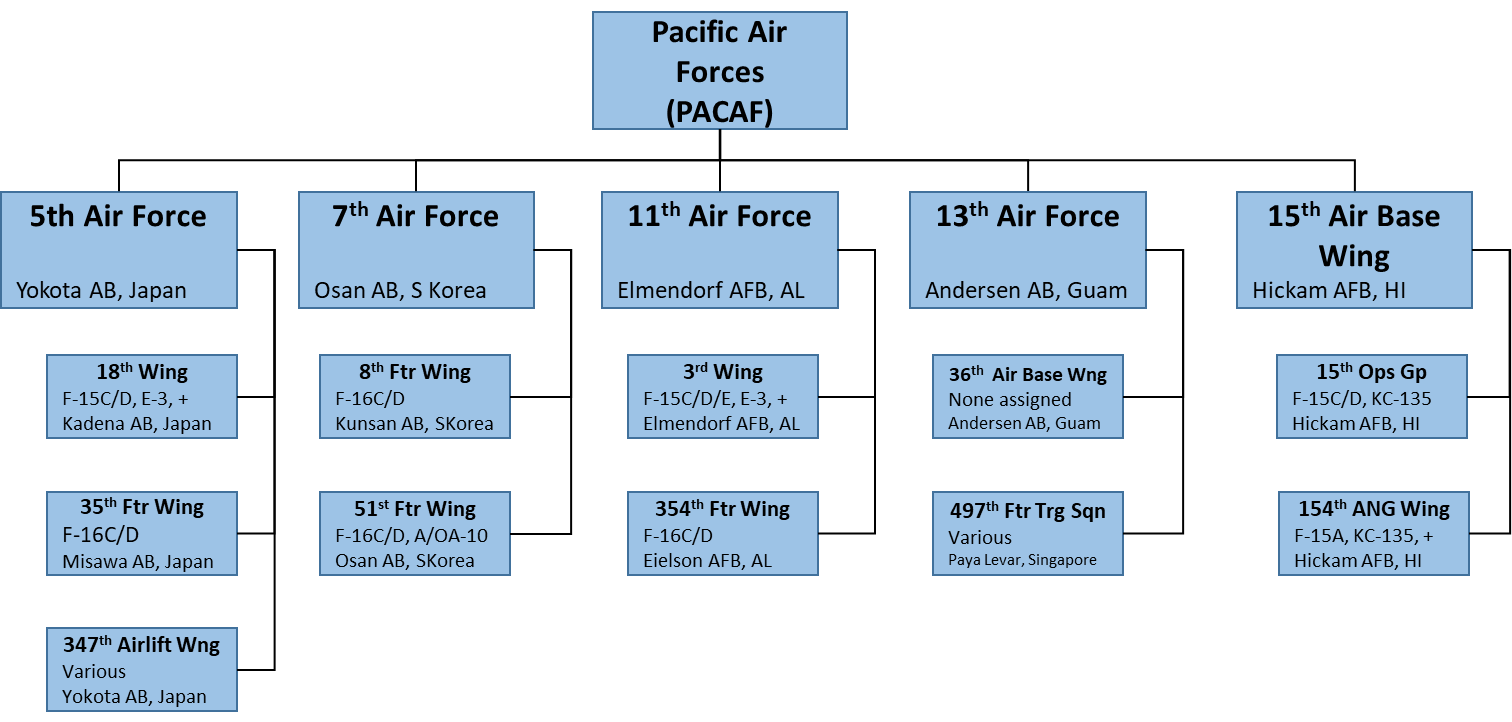 Pacific Air
Forces
(PACAF)
5th Air Force
Yokota AB, Japan
18th Wing
F-15C/D, E-3, +
Kadena AB, Japan
35th Ftr Wing
F-16C/D
Misawa AB, Japan
347th Airlift Wng
Various
Yokota AB, Japan
7th Air Force
Osan AB, S Korea
8th Ftr Wing
F-16C/D
Kunsan AB, SKorea
51st Ftr Wing
F-16C/D, A/OA-10
Osan AB, SKorea
11th Air Force
Elmendorf AFB, AL
3rd Wing
F-15C/D/E, E-3, +
Elmendorf AFB, AL
354th Ftr Wing
F-16C/D
Eielson AFB, AL
13th Air Force
Andersen AB, Guam
36th Air Base Wng
None assigned
Andersen AB, Guam
497th Ftr Trg Sqn
Various
Paya Levar, Singapore
15th Air Base
Wing
Hickam AFB, HI
15th Ops Gp
F-15C/D, KC-135
Hickam AFB, HI
154th ANG Wing
F-15A, KC-135, +
Hickam AFB, HI